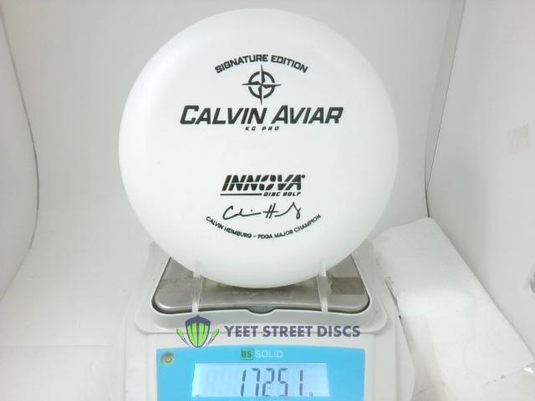 SIGNATURE EDITION
CALVIN AVIAR
KC PRO
INNOVA
DISC GOLF
CALVIN HEIMBURG - PDGA MAJOR CHAMPION
YEET STREET DISCS
US SOLID
172.51 g